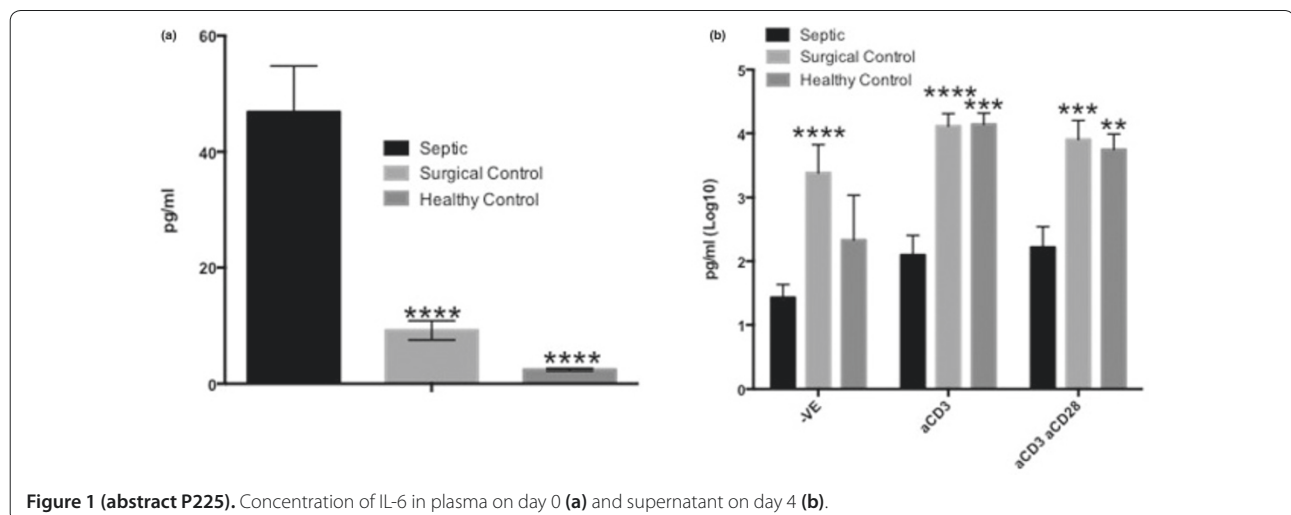 (a)
60
40
20
0
pg/ml
Septic
Surgical Control
Healthy Control
****
****
(b)
Septic
Surgical Control
Healthy Control
5
4
3
2
1
0
pg/ml (Log10)
****
****
***
***
**
-VE
aCD3
aCD3 aCD28
Figure 1 (abstract P225). Concentration of IL-6 in plasma on day 0 (a) and supernatant on day 4 (b).